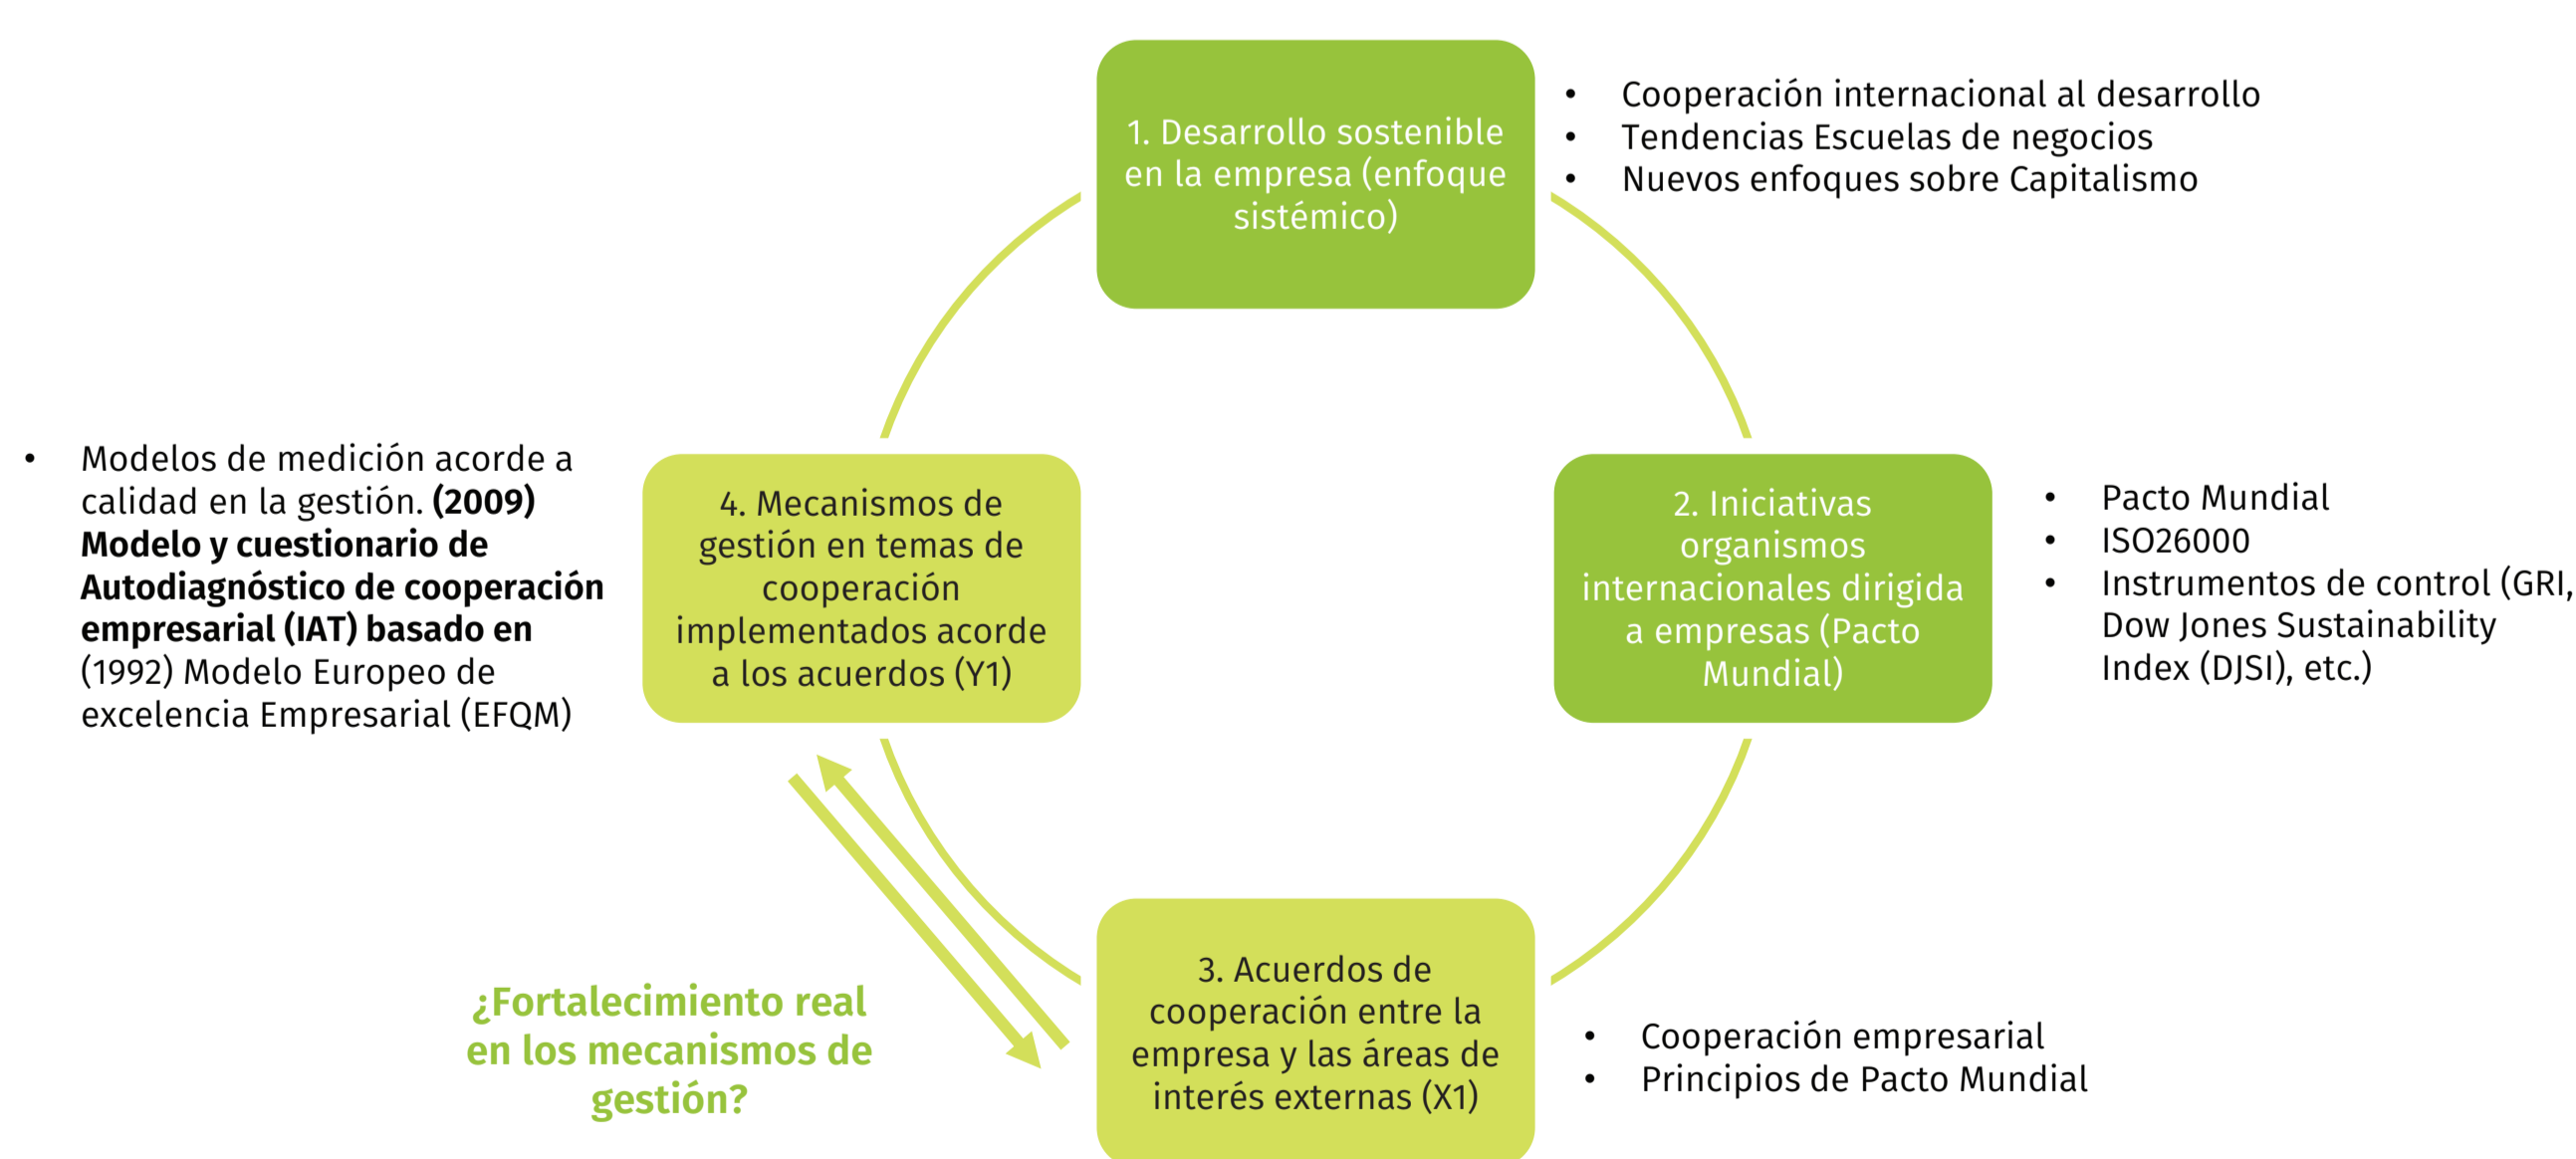 1. Desarrollo sostenible
en la empresa (enfoque
sistémico)
• Cooperación internacional al desarrollo
• Tendencias Escuelas de negocios
• Nuevos enfoques sobre Capitalismo
2. Iniciativas
organismos
internacionales dirigida
a empresas (Pacto
Mundial)
• Pacto Mundial
• ISO26000
• Instrumentos de control (GRI,
Dow Jones Sustainability
Index (DJSI), etc.)
3. Acuerdos de
cooperación entre la
empresa y las áreas de
interés externas (X1)
• Cooperación empresarial
• Principios de Pacto Mundial
4. Mecanismos de
gestión en temas de
cooperación
implementados acorde
a los acuerdos (Y1)
• Modelos de medición acorde a
calidad en la gestión. (2009)
Modelo y cuestionario de
Autodiagnóstico de cooperación
empresarial (IAT) basado en
(1992) Modelo Europeo de
excelencia Empresarial (EFQM)
¿Fortalecimiento real
en los mecanismos de
gestión?